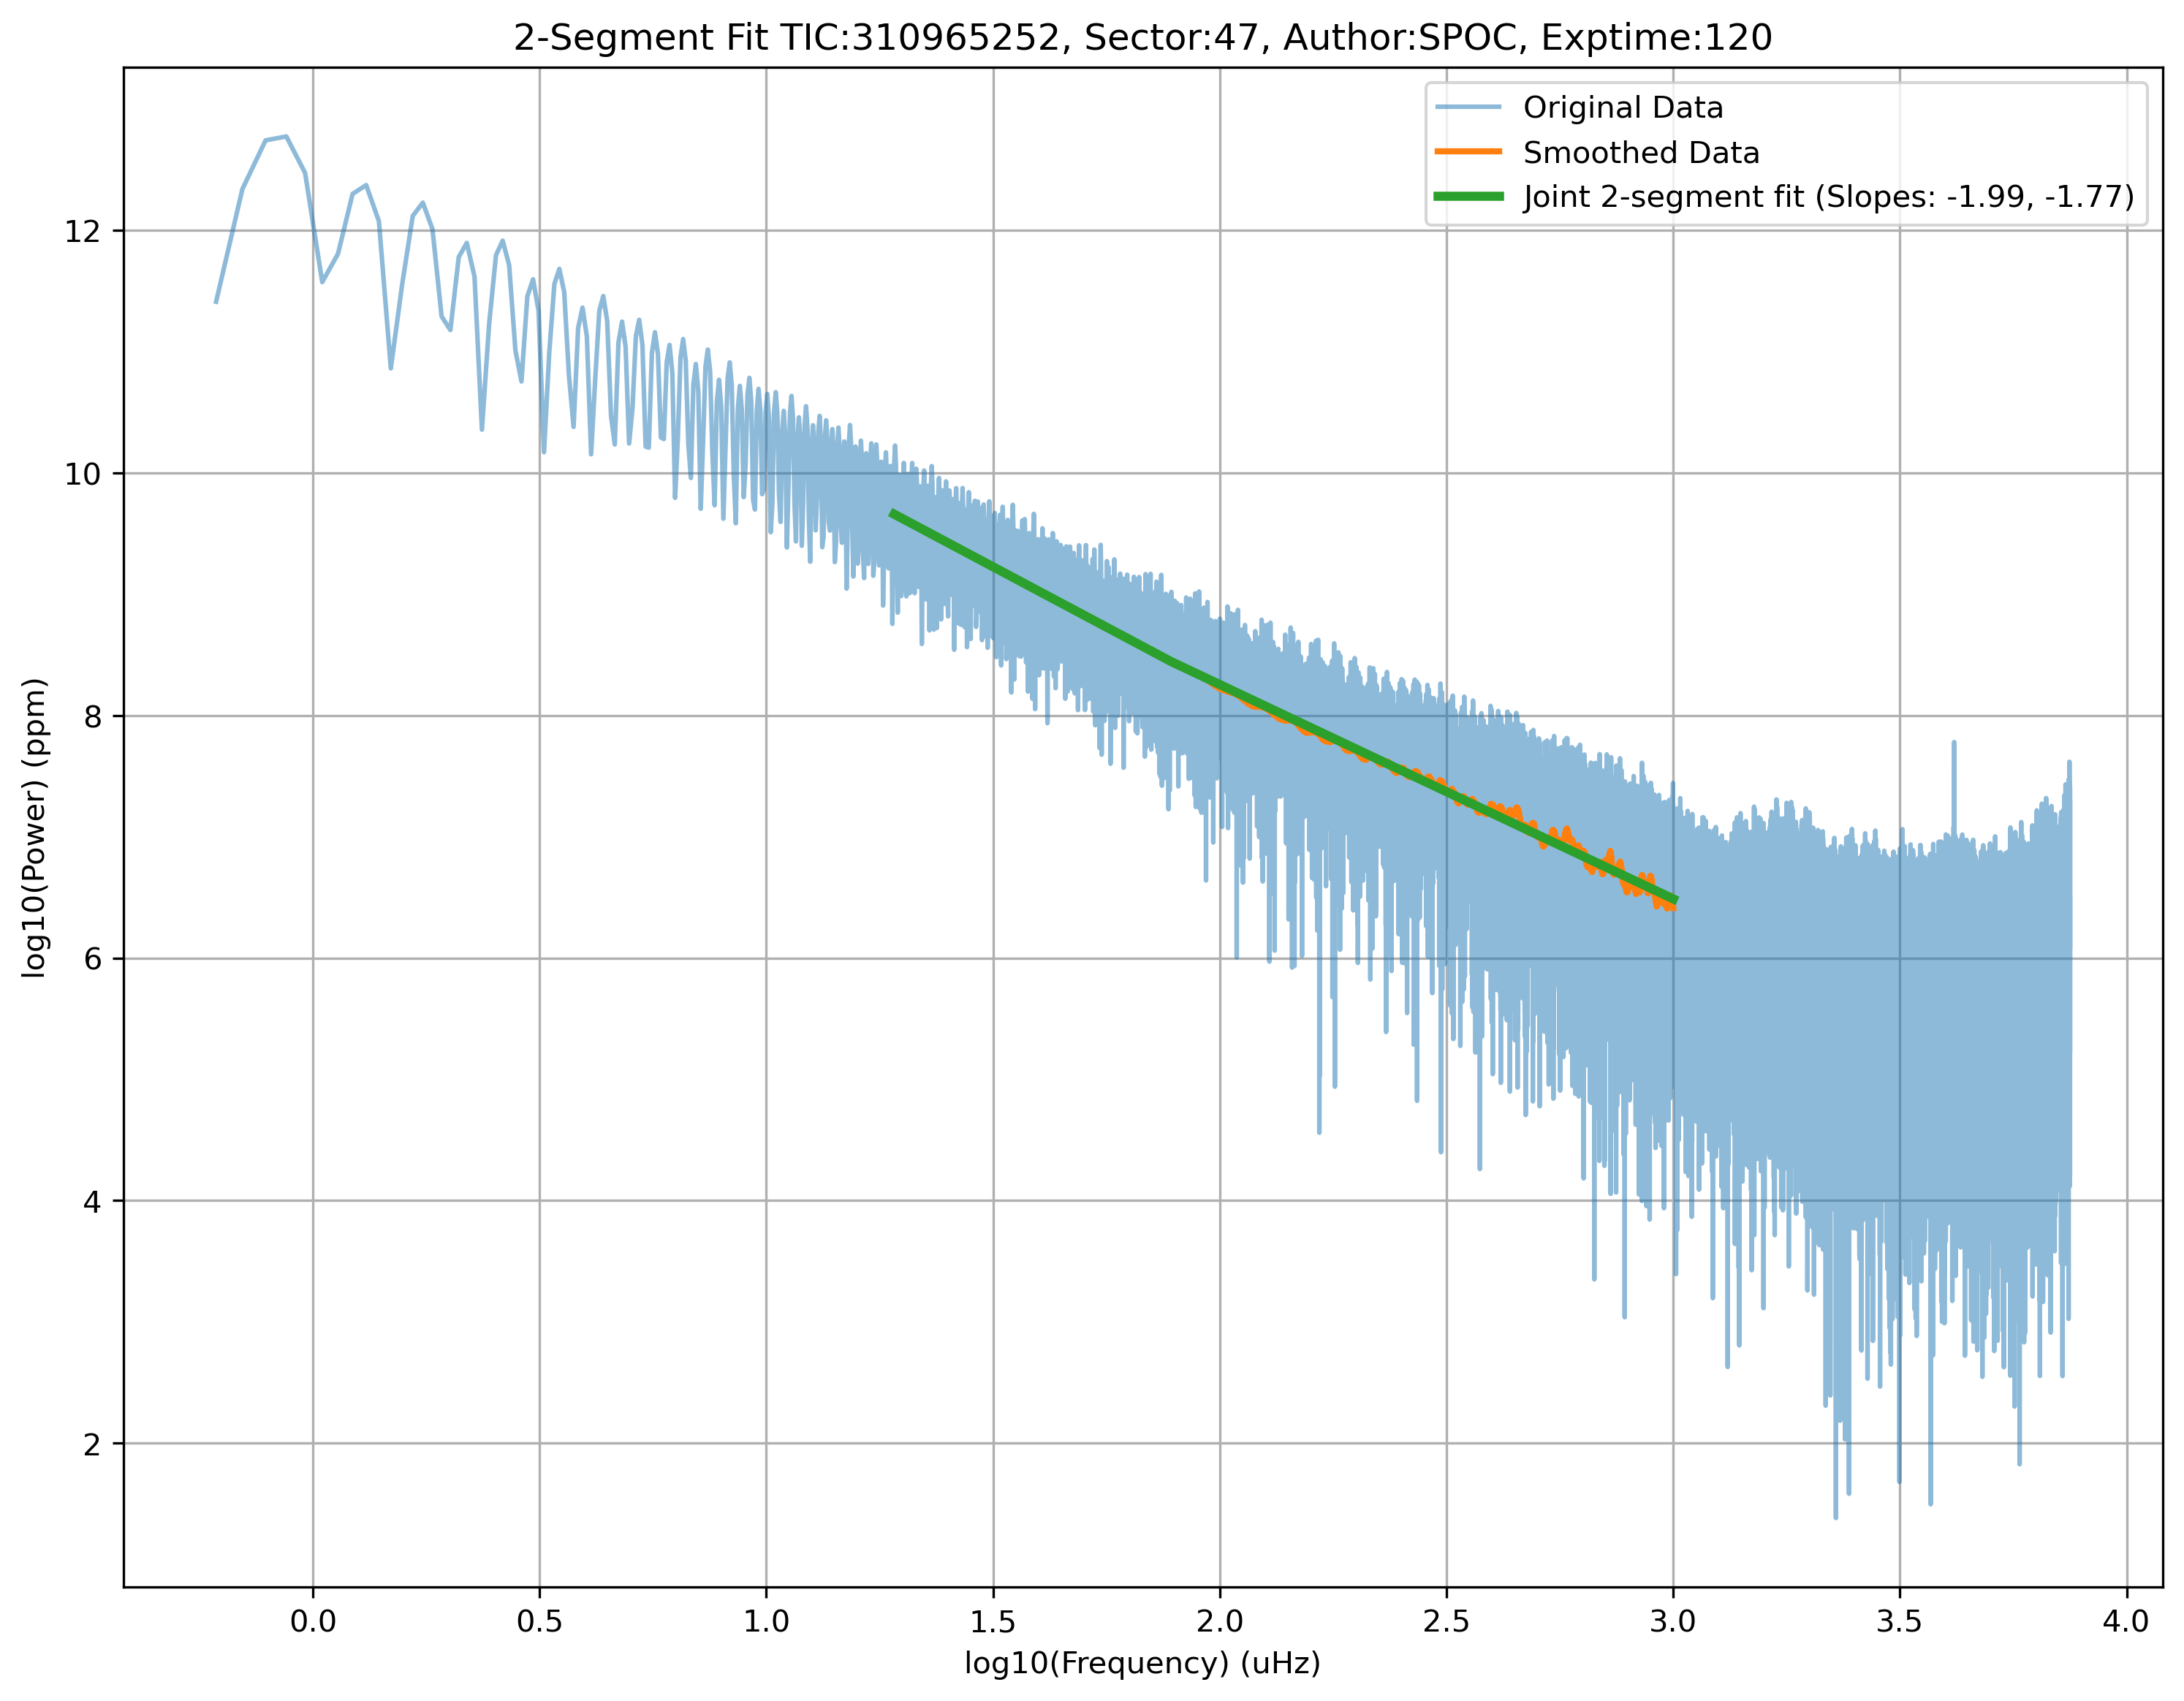 2-Segment Fit TIC:310965252, Sector:47, Author:SPOC, Exptime:120
Original Data
Smoothed Data
Joint 2-segment fit (Slopes: -1.99, -1.77)
12
10
8
6
4
2
log10(Power) (ppm)
0.0 0.5 1.0 1.5 2.0 2.5 3.0 3.5 4.0
log10(Frequency) (uHz)